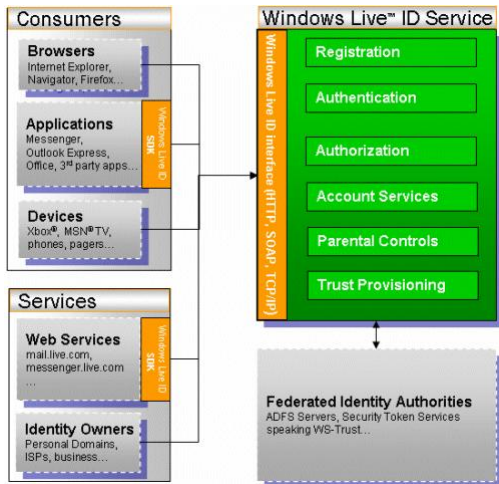 Consumers
Browsers
Internet Explorer,
Navigator, Firefox...
Applications
Messenger,
Outlook Express,
Office, 3rd party apps...
Windows Live ID
SDK
Devices
Xbox®, MSN®TV,
phones, pagers...
Services
Web Services
mail.live.com,
messenger.live.com
...
Windows Live ID
SDK
Identity Owners
Personal Domains,
ISPs, business...
Windows Live™ ID Service
Windows Live ID interface (HTTP, SOAP, TCP/IP)
Registration
Authentication
Authorization
Account Services
Parental Controls
Trust Provisioning
Federated Identity Authorities
ADFS Servers, Security Token Services
speaking WS-Trust...